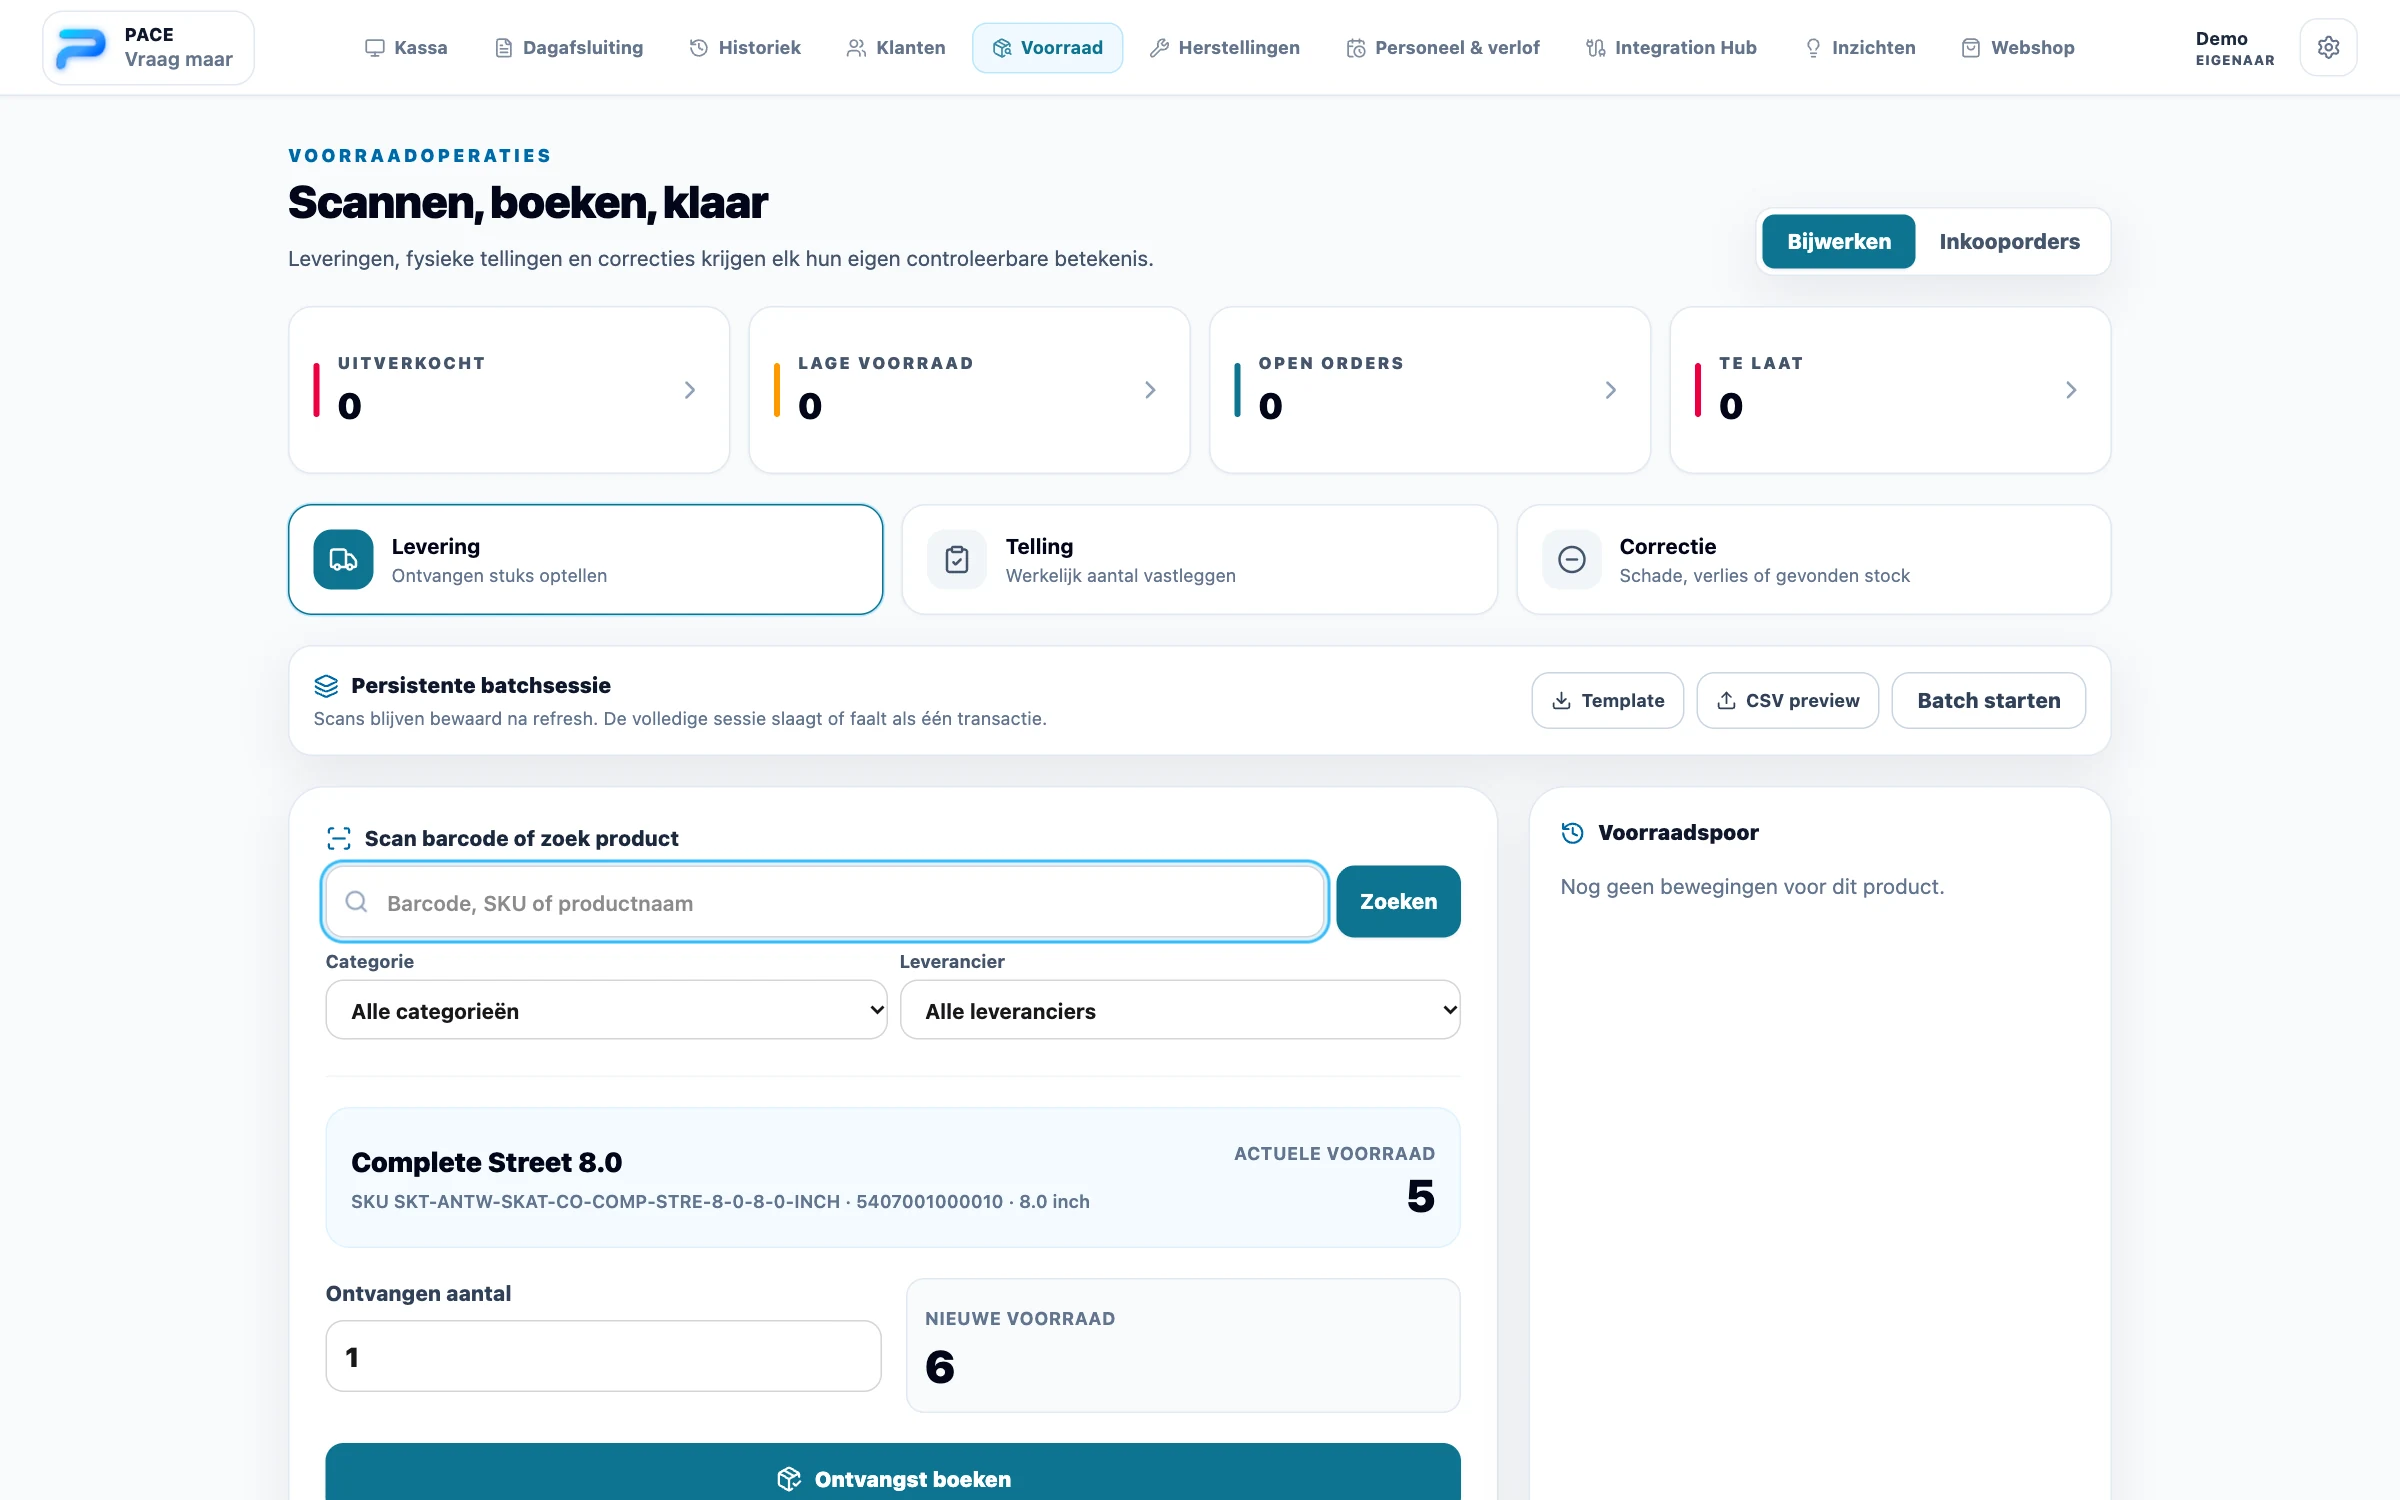 PACE
Vraag maar
Kassa
Dagafsluiting
Historiek
Klanten
Voorraad
Herstellingen
Personeel & verlof
Integration Hub
Inzichten
Webshop
Demo
EIGENAAR
VOORRAADOPERATIES
Scannen, boeken, klaar
Leveringen, fysieke tellingen en correcties krijgen elk hun eigen controleerbare betekenis.
Bijwerken
Inkooporders
UITVERKOCHT
0
LAGE VOORRAAD
0
OPEN ORDERS
0
TE LAAT
0
Levering
Ontvangen stuks optellen
Telling
Werkelijk aantal vastleggen
Correctie
Schade, verlies of gevonden stock
Persistente batchsessie
Scans blijven bewaard na refresh. De volledige sessie slaagt of faalt als één transactie.
Template
CSV preview
Batch starten
Scan barcode of zoek product
Barcode, SKU of productnaam
Zoeken
Categorie
Alle categorieën
Leverancier
Alle leveranciers
Complete Street 8.0
SKU SKT-ANTW-SKAT-CO-COMP-STRE-8-0-8-0-INCH · 5407001000010 · 8.0 inch
ACTUELE VOORRAAD
5
Ontvangen aantal
1
NIEUWE VOORRAAD
6
Ontvangst boeken
Voorraadspoor
Nog geen bewegingen voor dit product.